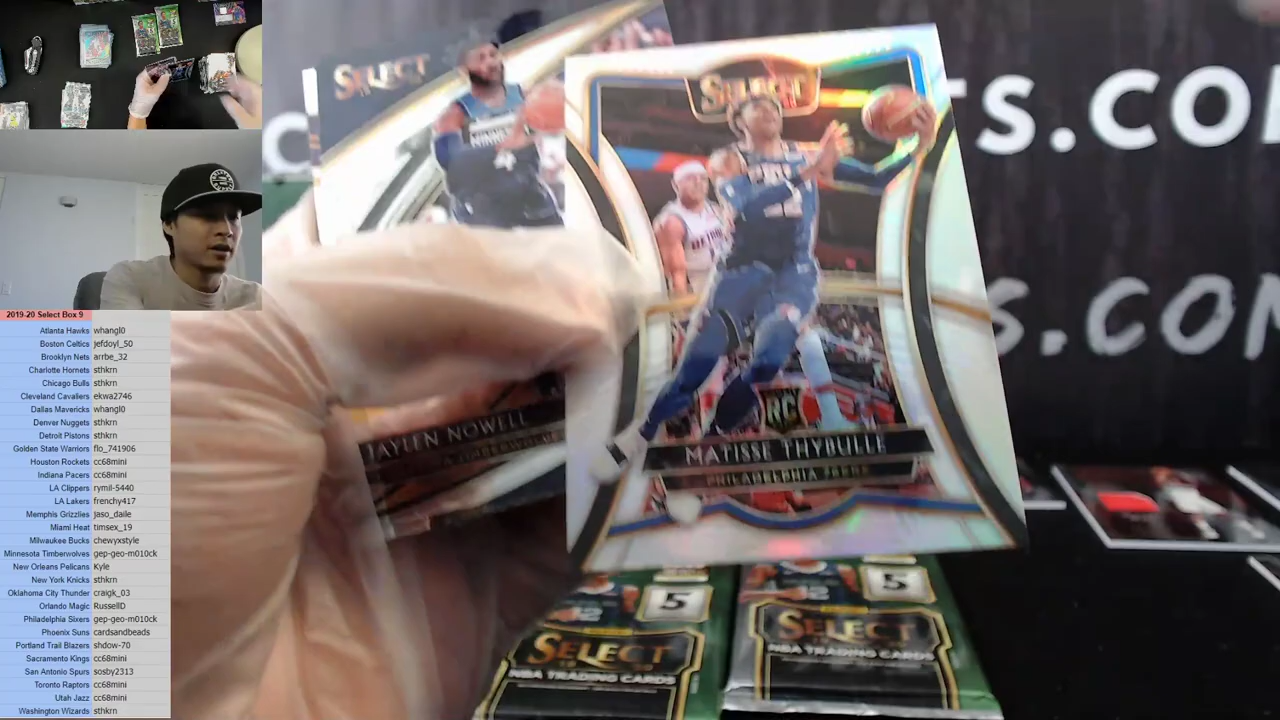 2019-20 Select Box 9
Atlanta Hawks whangl0
Boston Celtics jefdoyl_50
Brooklyn Nets arrbe_32
Charlotte Hornets sthkrn
Chicago Bulls sthkrn
Cleveland Cavaliers ekwa2746
Dallas Mavericks whangl0
Denver Nuggets sthkrn
Detroit Pistons sthkrn
Golden State Warriors flo_741906
Houston Rockets cc68mini
Indiana Pacers cc68mini
LA Clippers rymil-5440
LA Lakers frenchy417
Memphis Grizzlies jaso_daile
Miami Heat timsex_19
Milwaukee Bucks chewyxstyle
Minnesota Timberwolves gep-geo-m010ck
New Orleans Pelicans Kyle
New York Knicks sthkrn
Oklahoma City Thunder craigk_03
Orlando Magic RussellD
Philadelphia Sixers gep-geo-m010ck
Phoenix Suns cardsandbeads
Portland Trail Blazers shdow-70
Sacramento Kings cc68mini
San Antonio Spurs sosby2313
Toronto Raptors cc68mini
Utah Jazz cc68mini
Washington Wizards sthkrn
SELECT
JAYLEN NOWELL
SELECT
RC
MATISSE THYBULLE
PHILADELPHIA 76ERS
S.CO
S.CO
5
SELECT
NBA TRADING CARDS
5
SELECT
NBA TRADING CARDS